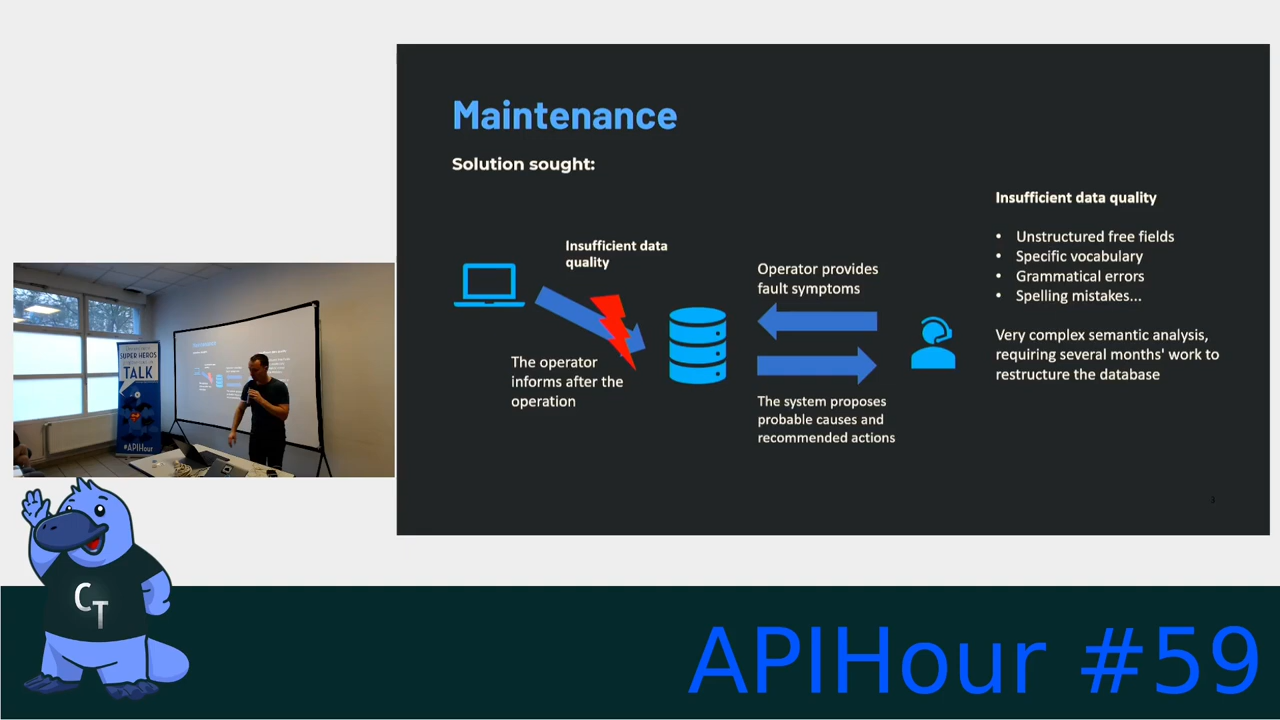 Maintenance
Solution sought:
Insufficient data
quality
The operator
informs after the
operation
Operator provides
fault symptoms
The system proposes
probable causes and
recommended actions
Insufficient data quality
• Unstructured free fields
• Specific vocabulary
• Grammatical errors
• Spelling mistakes...
Very complex semantic analysis,
requiring several months' work to
restructure the database
SUPER HEROS
TALK
#APIHour
CT
APIHour #59